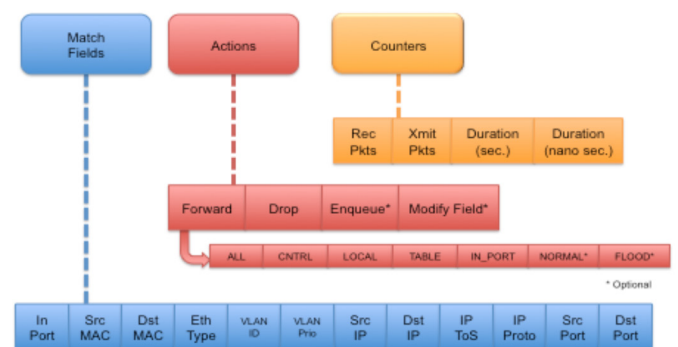 Match
Fields
Actions
Counters
Rec
Pkts
Xmit
Pkts
Duration
(sec.)
Duration
(nano sec.)
Forward
Drop
Enqueue*
Modify Field*
ALL
CNTRL
LOCAL
TABLE
IN_PORT
NORMAL*
FLOOD*
* Optional
In
Port
Src
MAC
Dst
MAC
Eth
Type
VLAN
ID
VLAN
Prio
Src
IP
Dst
IP
IP
ToS
IP
Proto
Src
Port
Dst
Port